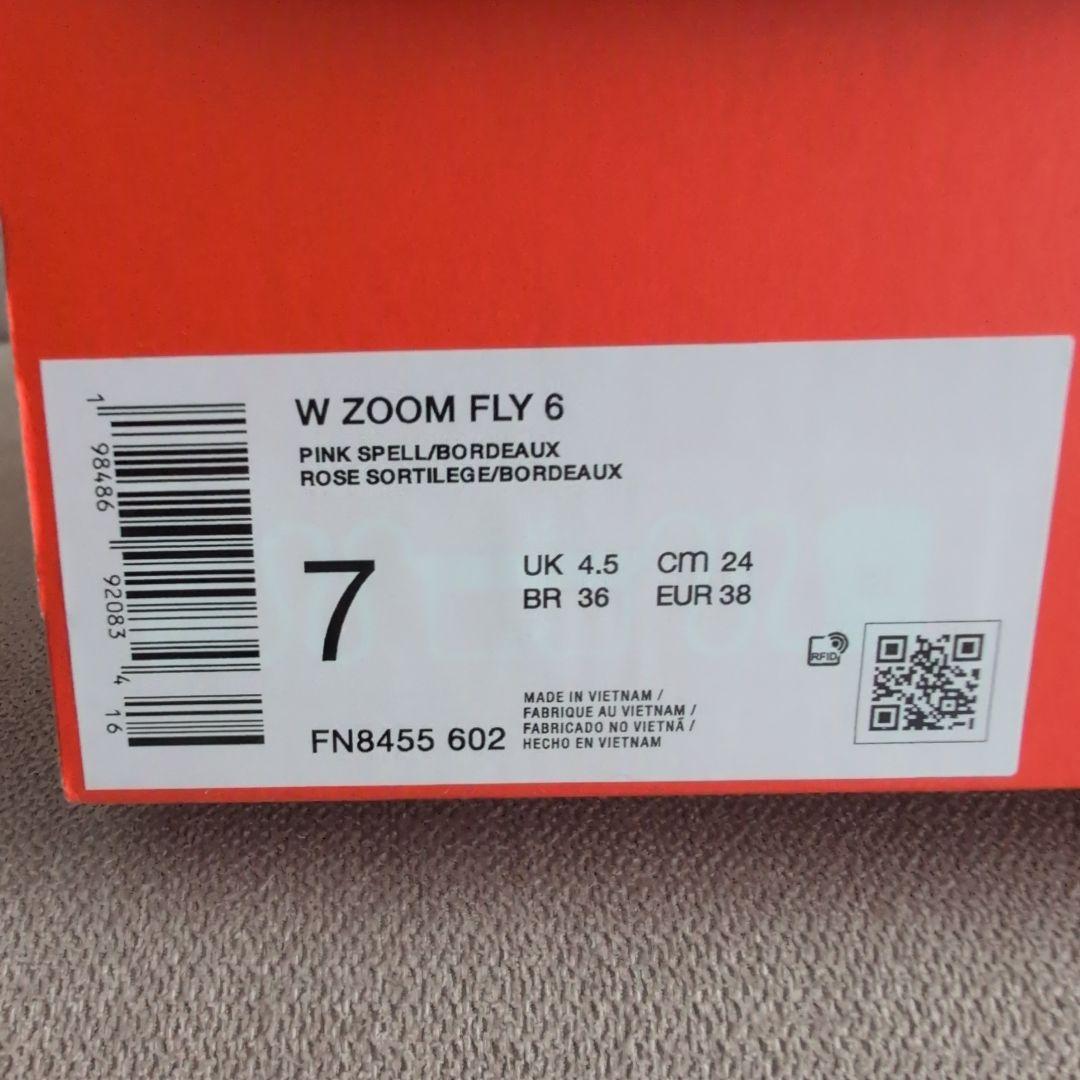 W ZOOM FLY 6
PINK SPELL/BORDEAUX
ROSE SORTILEGE/BORDEAUX
7
UK 4.5 cm 24
BR 36 EUR 38
RFID
MADE IN VIETNAM /
FABRIQUE AU VIETNAM /
FABRICADO NO VIETNÃ /
HECHO EN VIETNAM
FN8455 602
1 98486 92083 4 16